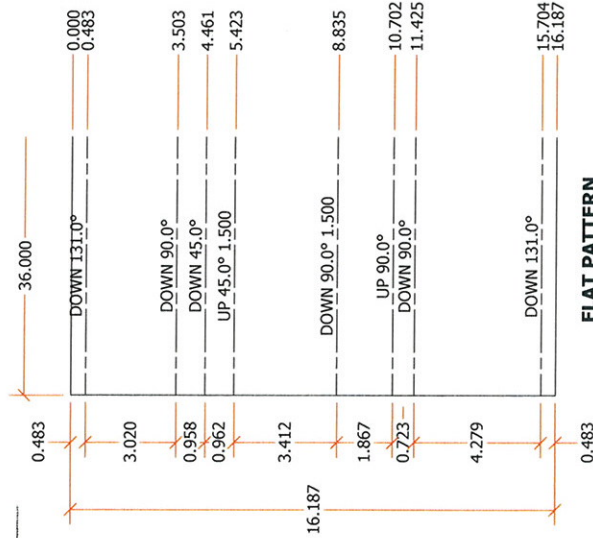 36.000
0.483
3.020
0.958
0.962
3.412
1.867
0.723
4.279
0.483
16.187
DOWN 131.0°
DOWN 90.0°
DOWN 45.0°
UP 45.0° 1.500
DOWN 90.0° 1.500
UP 90.0°
DOWN 90.0°
DOWN 131.0°
0.000
0.483
3.503
4.461
5.423
8.835
10.702
11.425
15.704
16.187
FLAT PATTERN